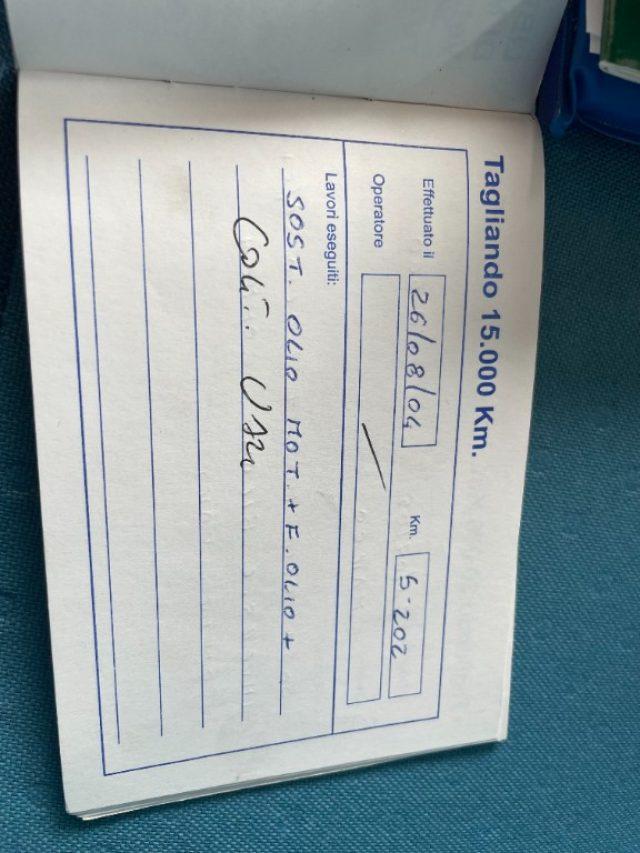 Tagliando 15.000 Km.
Effettuato il 26/08/04 Km. 5.202
Operatore
Lavori eseguiti:
SOST. OLIO MOT. + F. OLIO +